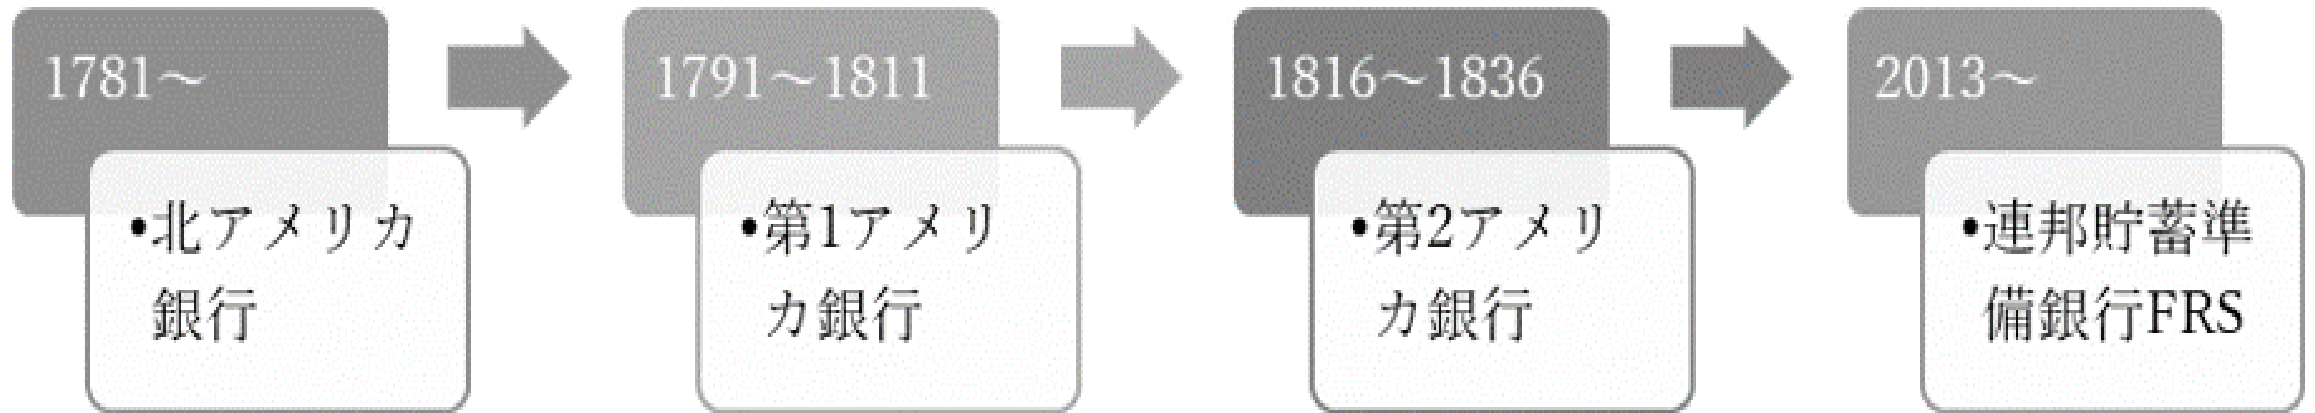 1781～
•北アメリカ
銀行
1791～1811
•第1アメリ
カ銀行
1816～1836
•第2アメリ
カ銀行
2013～
•連邦貯蓄準
備銀行FRS